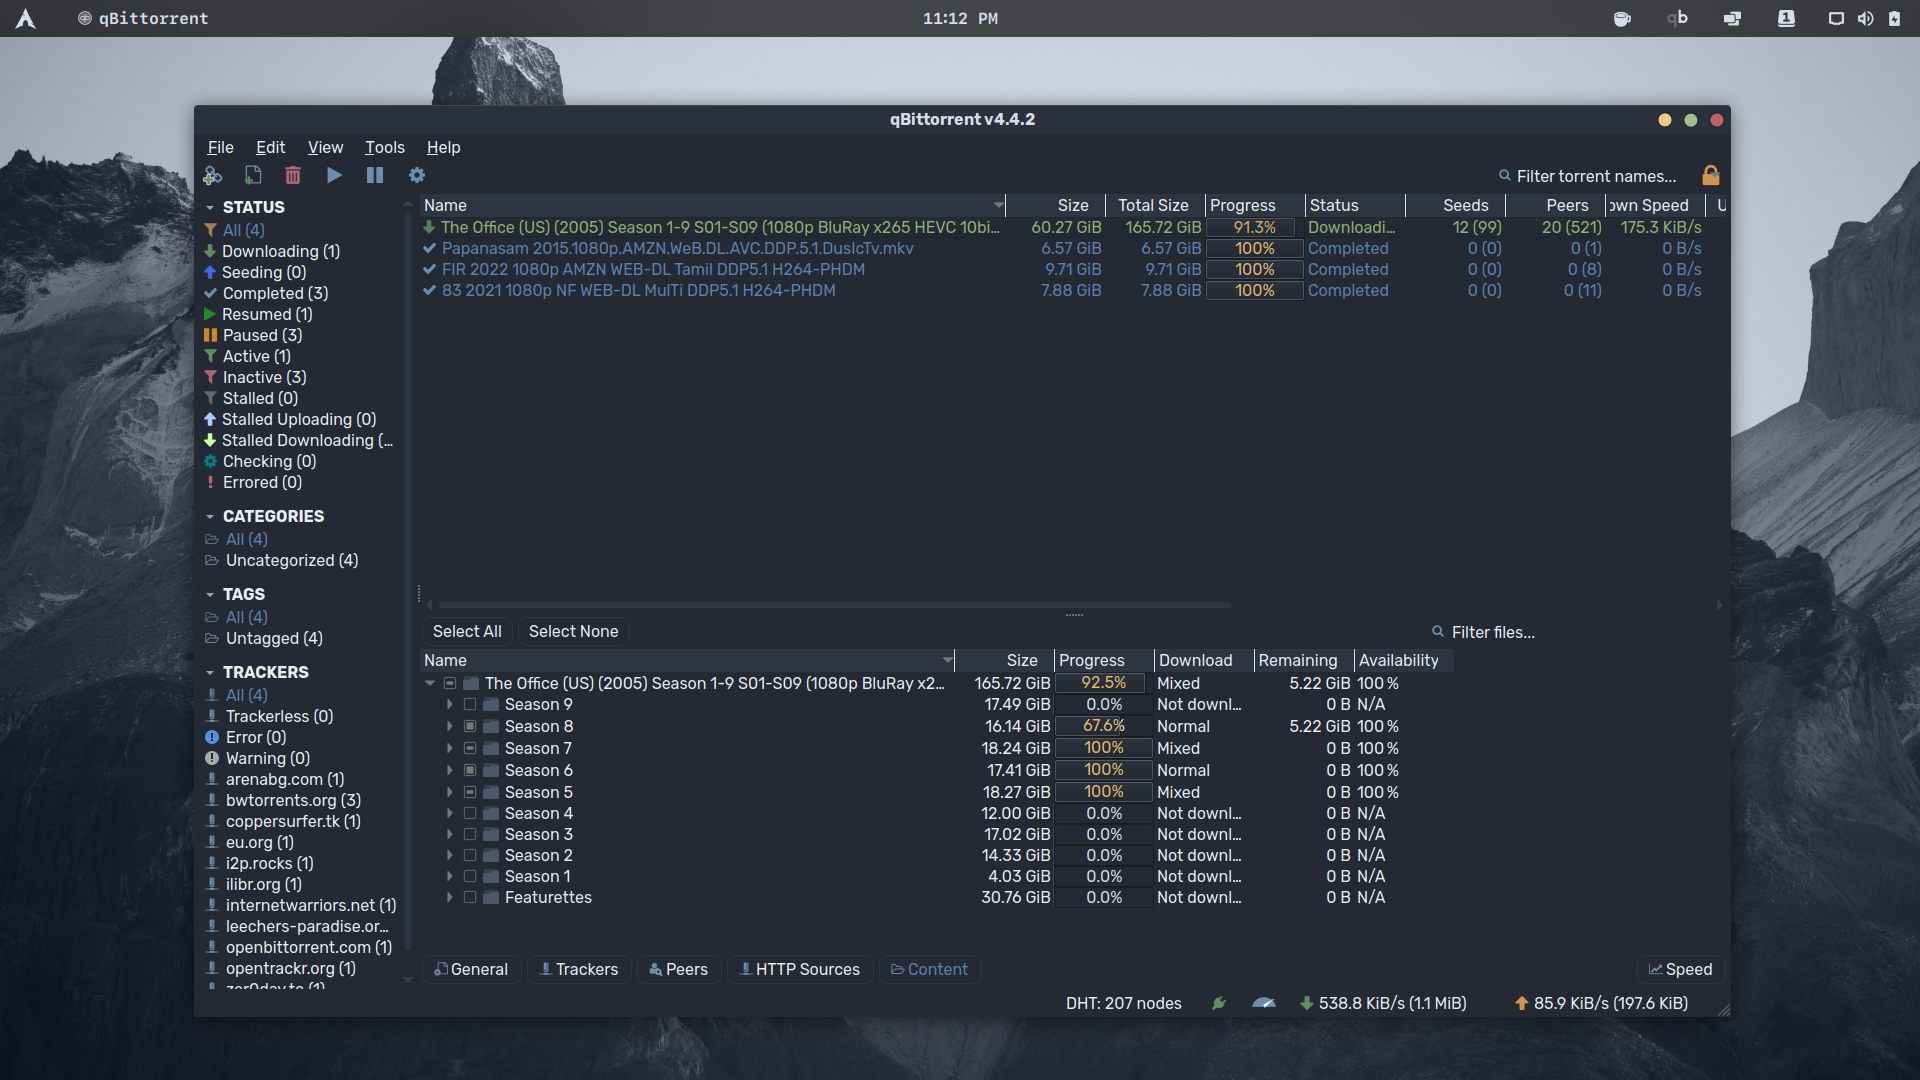 qBittorrent
11:12 PM
qb
1
qBittorrent v4.4.2
File Edit View Tools Help
Filter torrent names...
STATUS
All (4)
Downloading (1)
Seeding (0)
Completed (3)
Resumed (1)
Paused (3)
Active (1)
Inactive (3)
Stalled (0)
Stalled Uploading (0)
Stalled Downloading (...
Checking (0)
Errored (0)
CATEGORIES
All (4)
Uncategorized (4)
TAGS
All (4)
Untagged (4)
TRACKERS
All (4)
Trackerless (0)
Error (0)
Warning (0)
arenabg.com (1)
bwtorrents.org (3)
coppersurfer.tk (1)
eu.org (1)
i2p.rocks (1)
ilibr.org (1)
internetwarriors.net (1)
leechers-paradise.or...
openbittorrent.com (1)
opentrackr.org (1)
Name Size Total Size Progress Status Seeds Peers own Speed U
The Office (US) (2005) Season 1-9 S01-S09 (1080p BluRay x265 HEVC 10bi... 60.27 GiB 165.72 GiB 91.3% Downloadi... 12 (99) 20 (521) 175.3 KiB/s
Papanasam 2015.1080p.AMZN.WeB.DL.AVC.DDP.5.1.DusIcTv.mkv 6.57 GiB 6.57 GiB 100% Completed 0 (0) 0 (1) 0 B/s
FIR 2022 1080p AMZN WEB-DL Tamil DDP5.1 H264-PHDM 9.71 GiB 9.71 GiB 100% Completed 0 (0) 0 (8) 0 B/s
83 2021 1080p NF WEB-DL MulTi DDP5.1 H264-PHDM 7.88 GiB 7.88 GiB 100% Completed 0 (0) 0 (11) 0 B/s
Select All Select None Filter files...
Name Size Progress Download Remaining Availability
The Office (US) (2005) Season 1-9 S01-S09 (1080p BluRay x2... 165.72 GiB 92.5% Mixed 5.22 GiB 100 %
Season 9 17.49 GiB 0.0% Not downl... 0 B N/A
Season 8 16.14 GiB 67.6% Normal 5.22 GiB 100 %
Season 7 18.24 GiB 100% Mixed 0 B 100 %
Season 6 17.41 GiB 100% Normal 0 B 100 %
Season 5 18.27 GiB 100% Mixed 0 B 100 %
Season 4 12.00 GiB 0.0% Not downl... 0 B N/A
Season 3 17.02 GiB 0.0% Not downl... 0 B N/A
Season 2 14.33 GiB 0.0% Not downl... 0 B N/A
Season 1 4.03 GiB 0.0% Not downl... 0 B N/A
Featurettes 30.76 GiB 0.0% Not downl... 0 B N/A
General Trackers Peers HTTP Sources Content Speed
DHT: 207 nodes 538.8 KiB/s (1.1 MiB) 85.9 KiB/s (197.6 KiB)